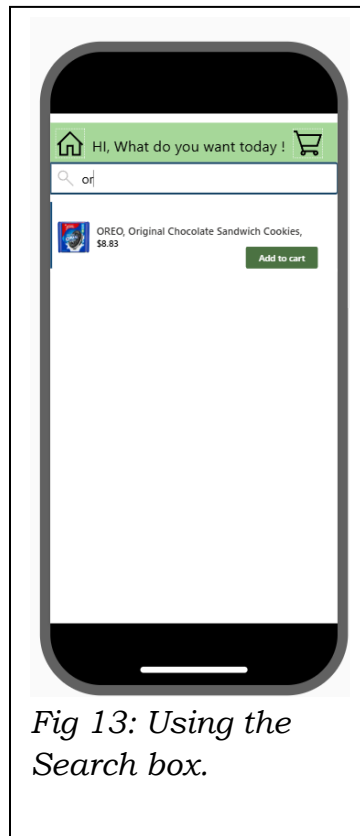 HI, What do you want today !
or
OREO, Original Chocolate Sandwich Cookies,
$8.83
Add to cart
Fig 13: Using the
Search box.